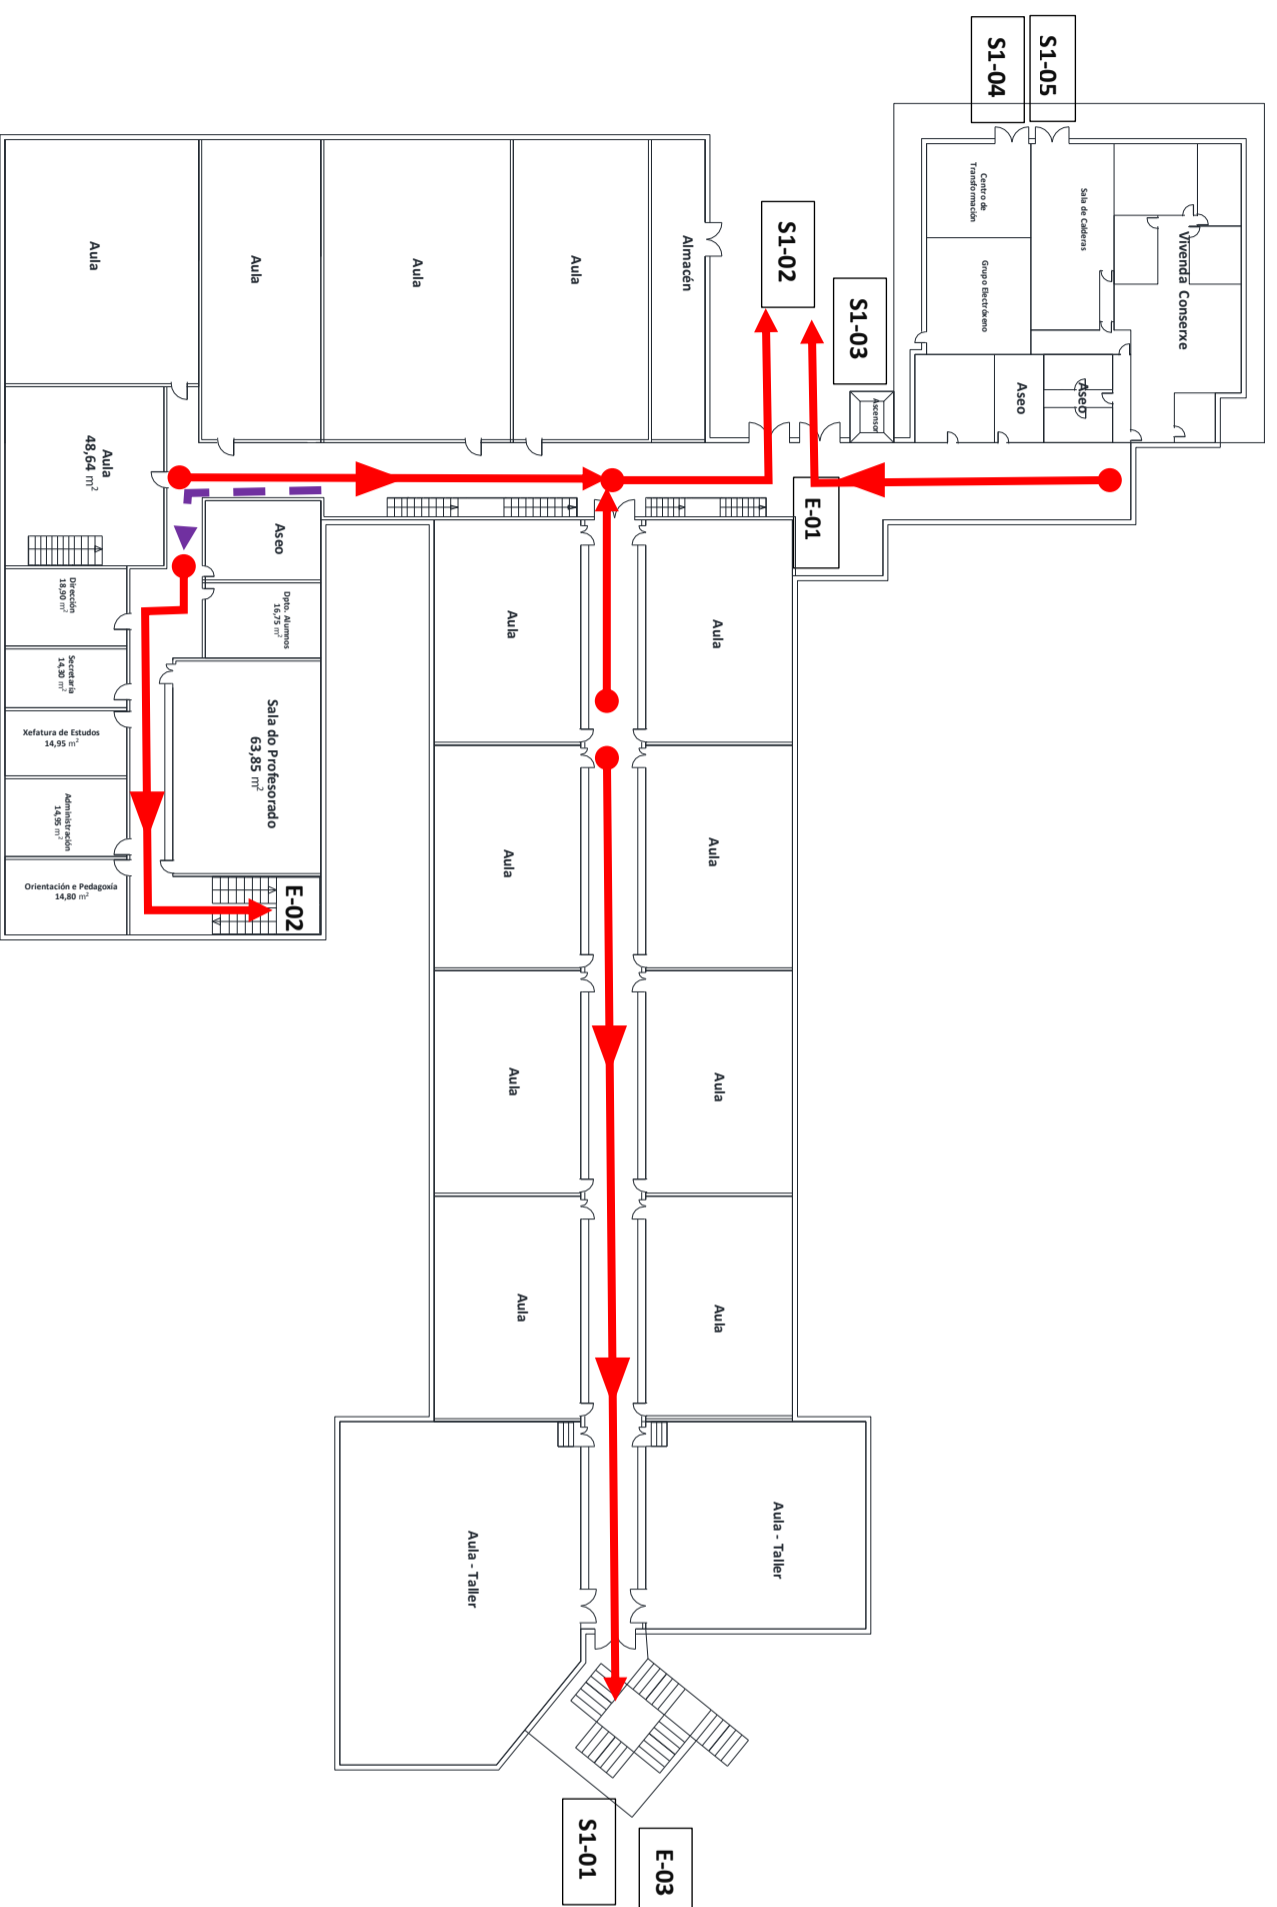 S1-04
S1-05
Centro de
Transformación
Sala de Calderas
Vivenda Conserxe
Grupo Electróxeno
Aseo
Aseo
S1-02
S1-03
Ascensor
E-01
Aula
Aula
Aula
Aula
Almacén
Aula
48,64 m²
Aseo
Dpto. Alumnos
16,75 m²
Dirección
18,90 m²
Secretaría
14,30 m²
Xefatura de Estudos
14,95 m²
Administración
14,95 m²
Orientación e Pedagoxía
14,80 m²
Sala do Profesorado
63,85 m²
E-02
Aula
Aula
Aula
Aula
Aula
Aula
Aula
Aula
Aula - Taller
Aula - Taller
S1-01
E-03